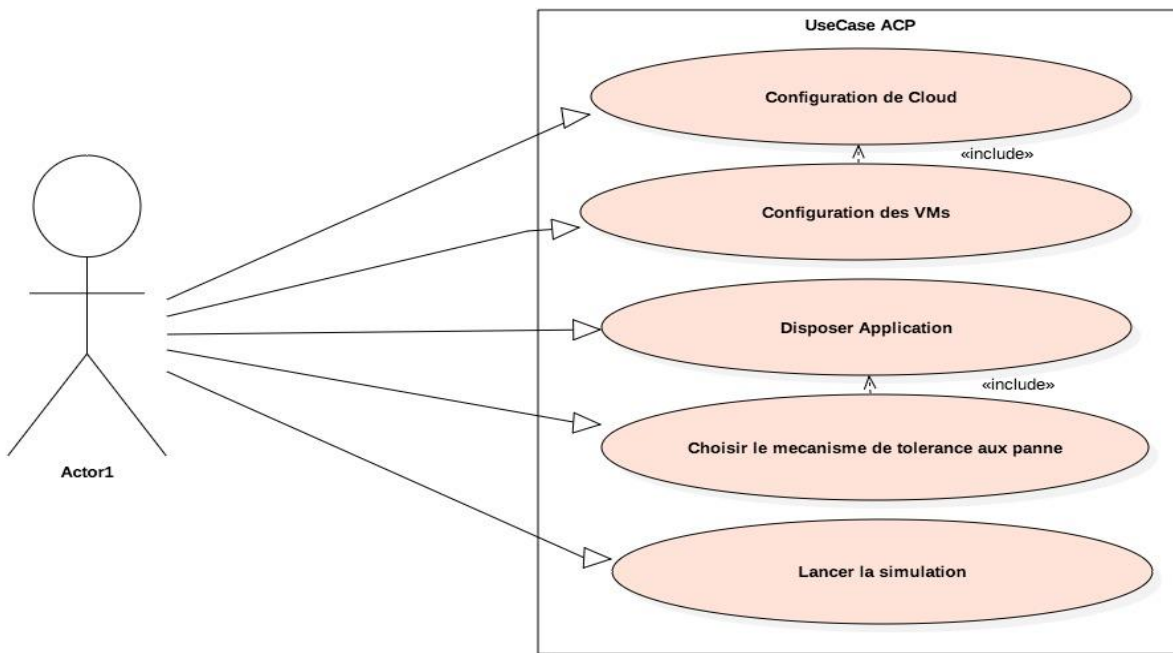 UseCase ACP
Configuration de Cloud
«include»
Configuration des VMs
Disposer Application
«include»
Choisir le mecanisme de tolerance aux panne
Actor1
Lancer la simulation